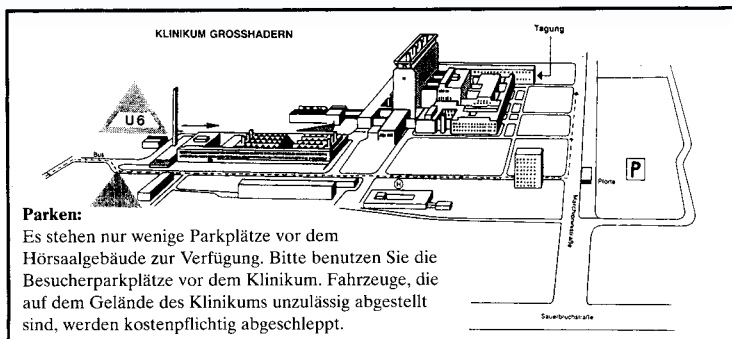 KLINIKUM GROSSHADERN
Tagung
U6
Bus
H
P
Pforte
Marchioninistraße
Sauerbruchstraße
Parken:
Es stehen nur wenige Parkplätze vor dem
Hörsaalgebäude zur Verfügung. Bitte benutzen Sie die
Besucherparkplätze vor dem Klinikum. Fahrzeuge, die
auf dem Gelände des Klinikums unzulässig abgestellt
sind, werden kostenpflichtig abgeschleppt.